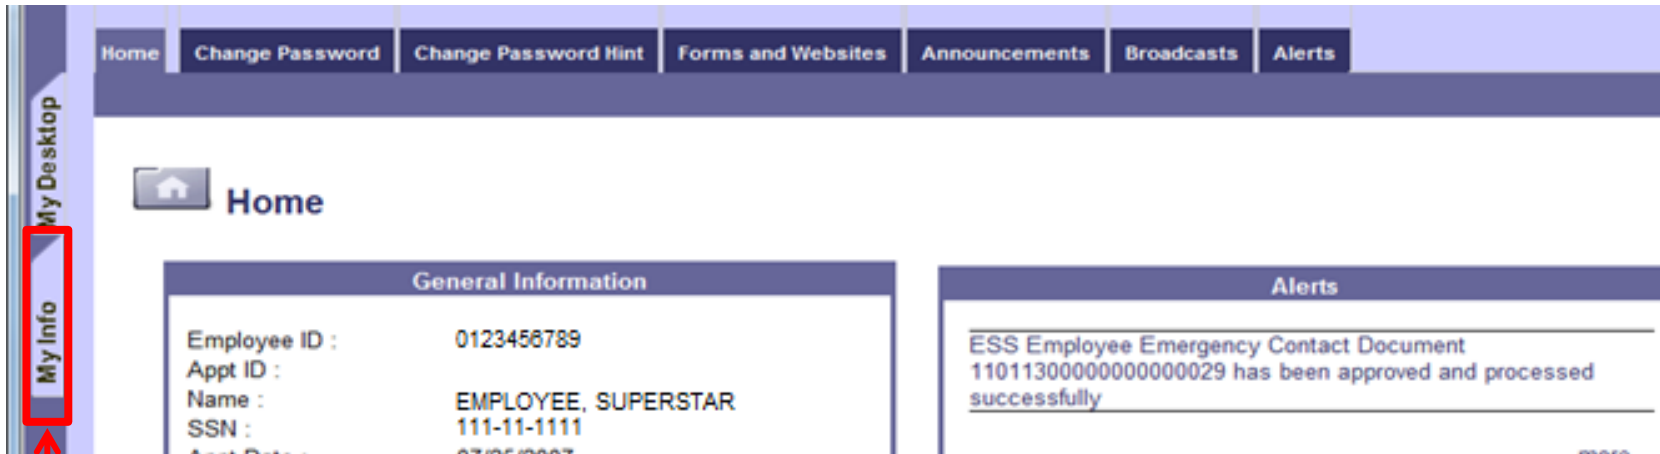 Home
Change Password
Change Password Hint
Forms and Websites
Announcements
Broadcasts
Alerts
My Desktop
My Info
Home
General Information
Employee ID : 0123456789
Appt ID :
Name : EMPLOYEE, SUPERSTAR
SSN : 111-11-1111
Alerts
ESS Employee Emergency Contact Document
11011300000000000029 has been approved and processed
successfully